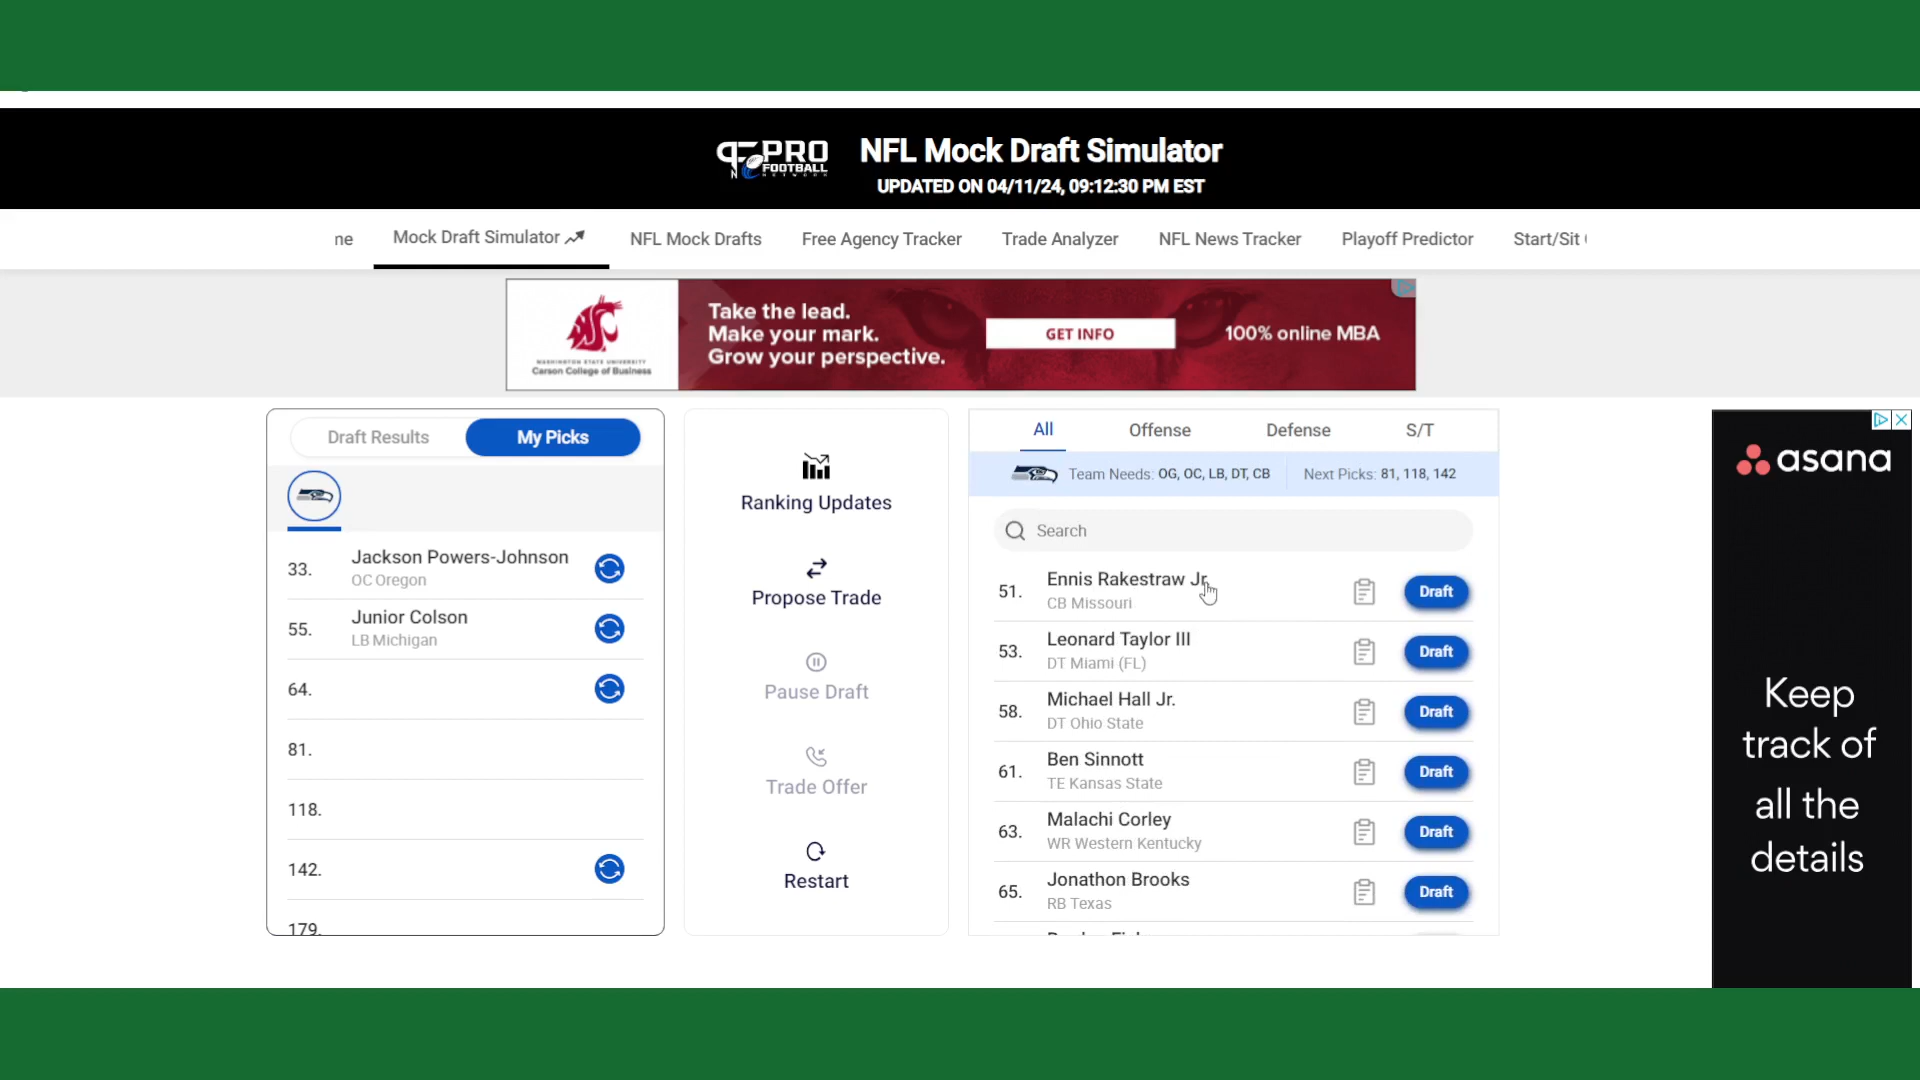 PRO
FOOTBALL
NETWORK
NFL Mock Draft Simulator
UPDATED ON 04/11/24, 09:12:30 PM EST
me
Mock Draft Simulator
NFL Mock Drafts
Free Agency Tracker
Trade Analyzer
NFL News Tracker
Playoff Predictor
Start/Sit
WASHINGTON STATE UNIVERSITY
Carson College of Business
Take the lead.
Make your mark.
Grow your perspective.
GET INFO
100% online MBA
Draft Results
My Picks
33.
Jackson Powers-Johnson
OC Oregon
55.
Junior Colson
LB Michigan
64.
81.
118.
142.
179.
Ranking Updates
Propose Trade
Pause Draft
Trade Offer
Restart
All
Offense
Defense
S/T
Team Needs: OG, OC, LB, DT, CB
Next Picks: 81, 118, 142
Search
51.
Ennis Rakestraw Jr.
CB Missouri
Draft
53.
Leonard Taylor III
DT Miami (FL)
Draft
58.
Michael Hall Jr.
DT Ohio State
Draft
61.
Ben Sinnott
TE Kansas State
Draft
63.
Malachi Corley
WR Western Kentucky
Draft
65.
Jonathon Brooks
RB Texas
Draft
asana
Keep
track of
all the
details